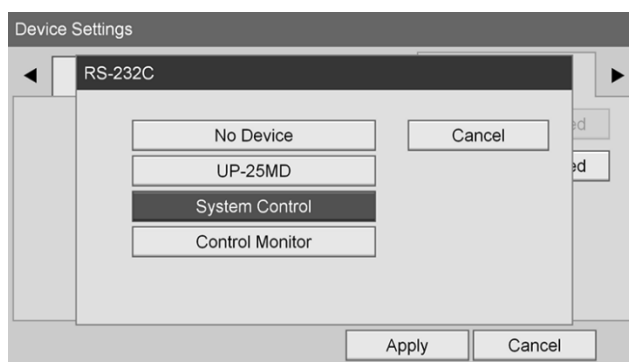 Device Settings
RS-232C
No Device
Cancel
UP-25MD
System Control
Control Monitor
Apply
Cancel